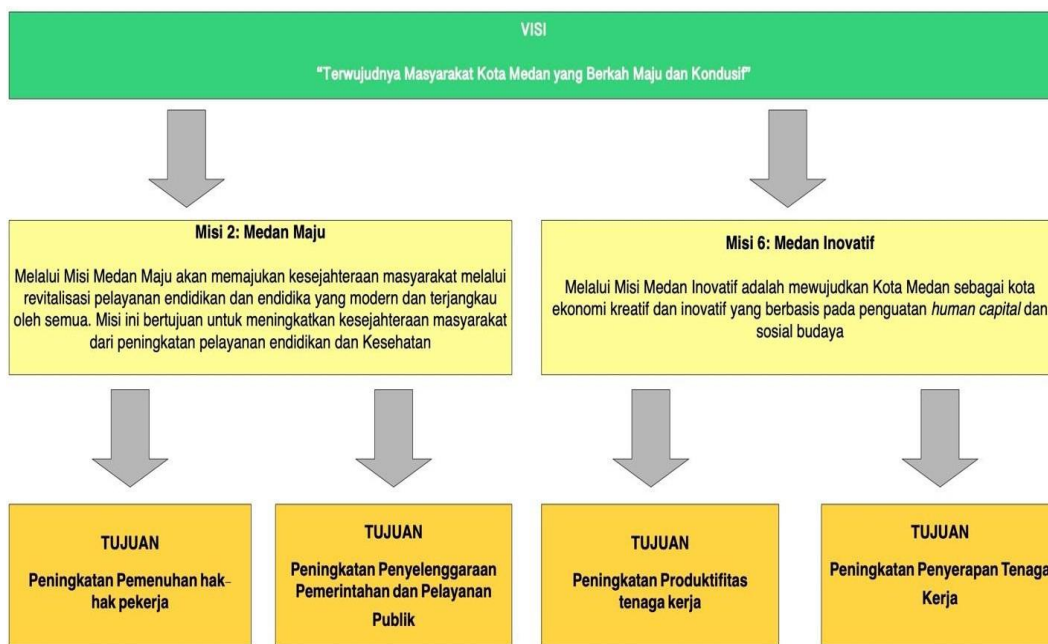 VISI
“Terwujudnya Masyarakat Kota Medan yang Berkah Maju dan Kondusif”
Misi 2: Medan Maju
Melalui Misi Medan Maju akan memajukan kesejahteraan masyarakat melalui
revitalisasi pelayanan endidikan dan endidika yang modern dan terjangkau
oleh semua. Misi ini bertujuan untuk meningkatkan kesejahteraan masyarakat
dari peningkatan pelayanan endidikan dan Kesehatan
Misi 6: Medan Inovatif
Melalui Misi Medan Inovatif adalah mewujudkan Kota Medan sebagai kota
ekonomi kreatif dan inovatif yang berbasis pada penguatan human capital dan
sosial budaya
TUJUAN
Peningkatan Pemenuhan hak–
hak pekerja
TUJUAN
Peningkatan Penyelenggaraan
Pemerintahan dan Pelayanan
Publik
TUJUAN
Peningkatan Produktifitas
tenaga kerja
TUJUAN
Peningkatan Penyerapan Tenaga
Kerja